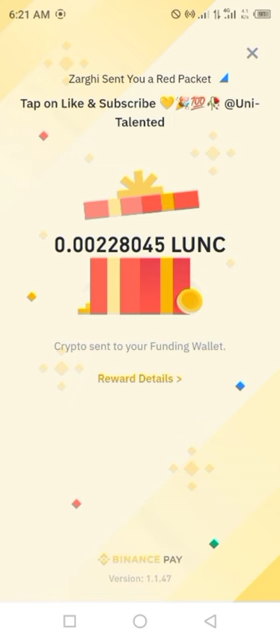 6:21 AM
Zarghi Sent You a Red Packet
Tap on Like & Subscribe 💛🎉💯🥀 @Uni-
Talented
0.00228045 LUNC
Crypto sent to your Funding Wallet.
Reward Details >
BINANCE PAY
Version: 1.1.47